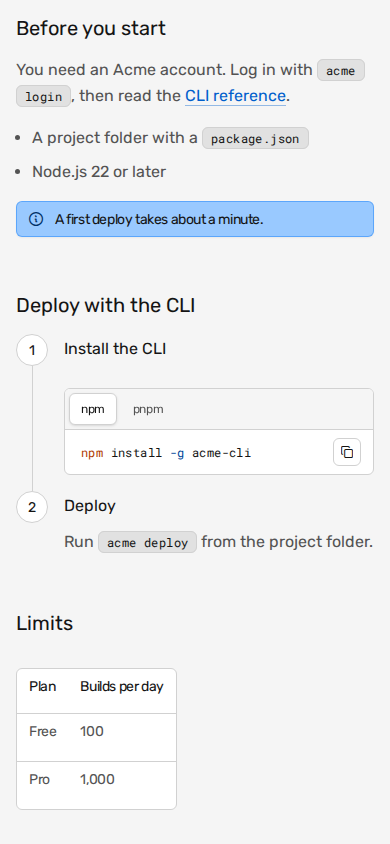 Before you start
You need an Acme account. Log in with acme
login, then read the CLI reference.
A project folder with a package.json
Node.js 22 or later
A first deploy takes about a minute.
Deploy with the CLI
1 Install the CLI
npm pnpm
npm install -g acme-cli
2 Deploy
Run acme deploy from the project folder.
Limits
Plan Builds per day
Free 100
Pro 1,000